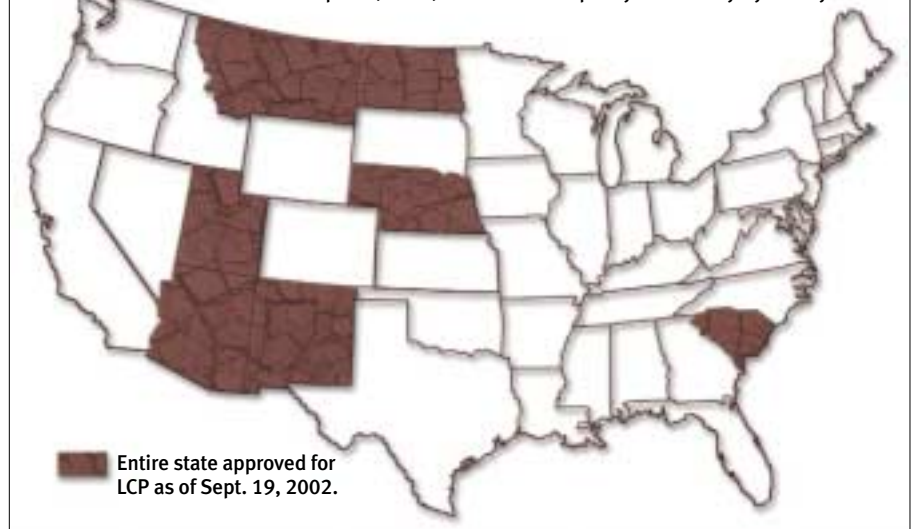 Entire state approved for
LCP as of Sept. 19, 2002.